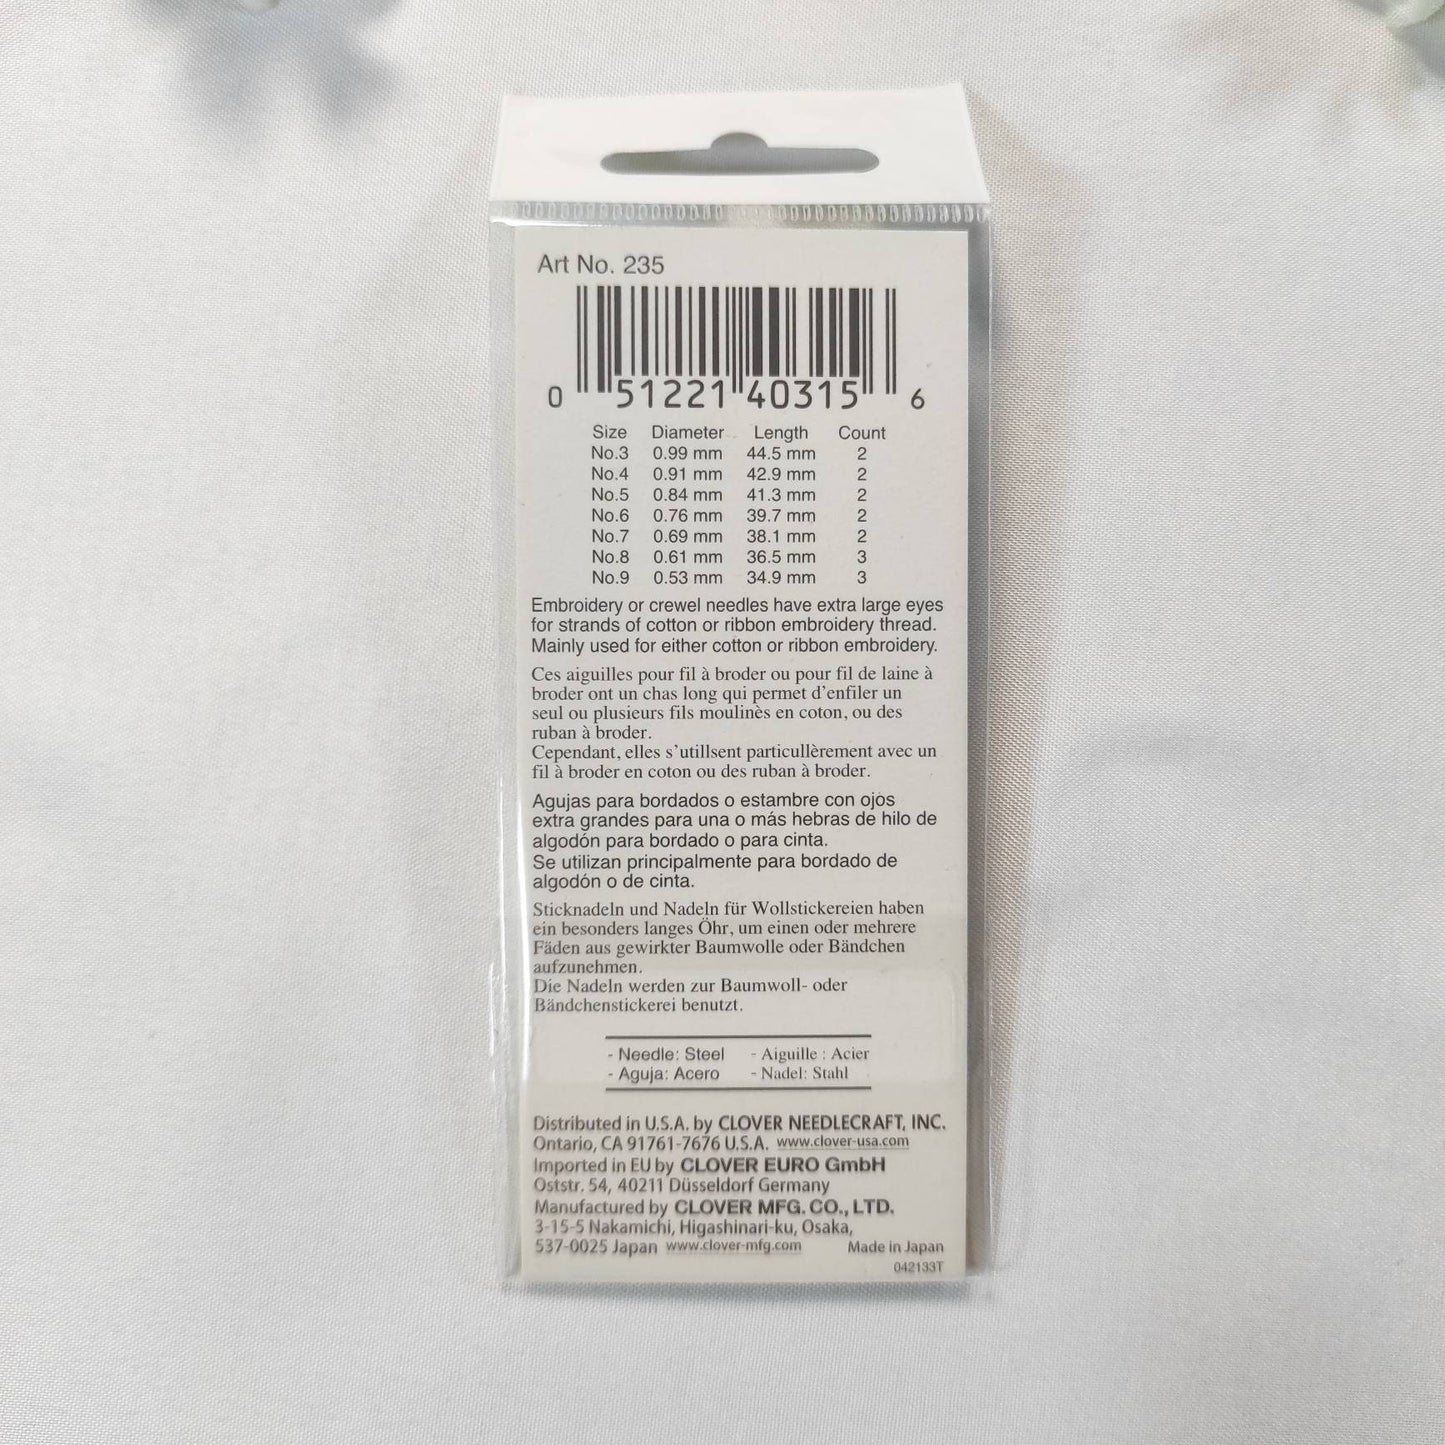 Art No. 235
0 51221 40315 6
Size Diameter Length Count
No.3 0.99 mm 44.5 mm 2
No.4 0.91 mm 42.9 mm 2
No.5 0.84 mm 41.3 mm 2
No.6 0.76 mm 39.7 mm 2
No.7 0.69 mm 38.1 mm 2
No.8 0.61 mm 36.5 mm 3
No.9 0.53 mm 34.9 mm 3
Embroidery or crewel needles have extra large eyes
for strands of cotton or ribbon embroidery thread.
Mainly used for either cotton or ribbon embroidery.
Ces aiguilles pour fil à broder ou pour fil de laine à
broder ont un chas long qui permet d'enfiler un
seul ou plusieurs fils moulinès en coton, ou des
ruban à broder.
Cependant, elles s'utillsent particullèrement avec un
fil à broder en coton ou des ruban à broder.
Agujas para bordados o estambre con ojos
extra grandes para una o más hebras de hilo de
algodón para bordado o para cinta.
Se utilizan principalmente para bordado de
algodón o de cinta.
Sticknadeln und Nadeln für Wollstickereien haben
ein besonders langes Öhr, um einen oder mehrere
Fäden aus gewirkter Baumwolle oder Bändchen
aufzunehmen.
Die Nadeln werden zur Baumwoll- oder
Bändchenstickerei benutzt.
- Needle: Steel - Aiguille : Acier
- Aguja: Acero - Nadel: Stahl
Distributed in U.S.A. by CLOVER NEEDLECRAFT, INC.
Ontario, CA 91761-7676 U.S.A. www.clover-usa.com
Imported in EU by CLOVER EURO GmbH
Oststr. 54, 40211 Düsseldorf Germany
Manufactured by CLOVER MFG. CO., LTD.
3-15-5 Nakamichi, Higashinari-ku, Osaka,
537-0025 Japan www.clover-mfg.com Made in Japan
042133T